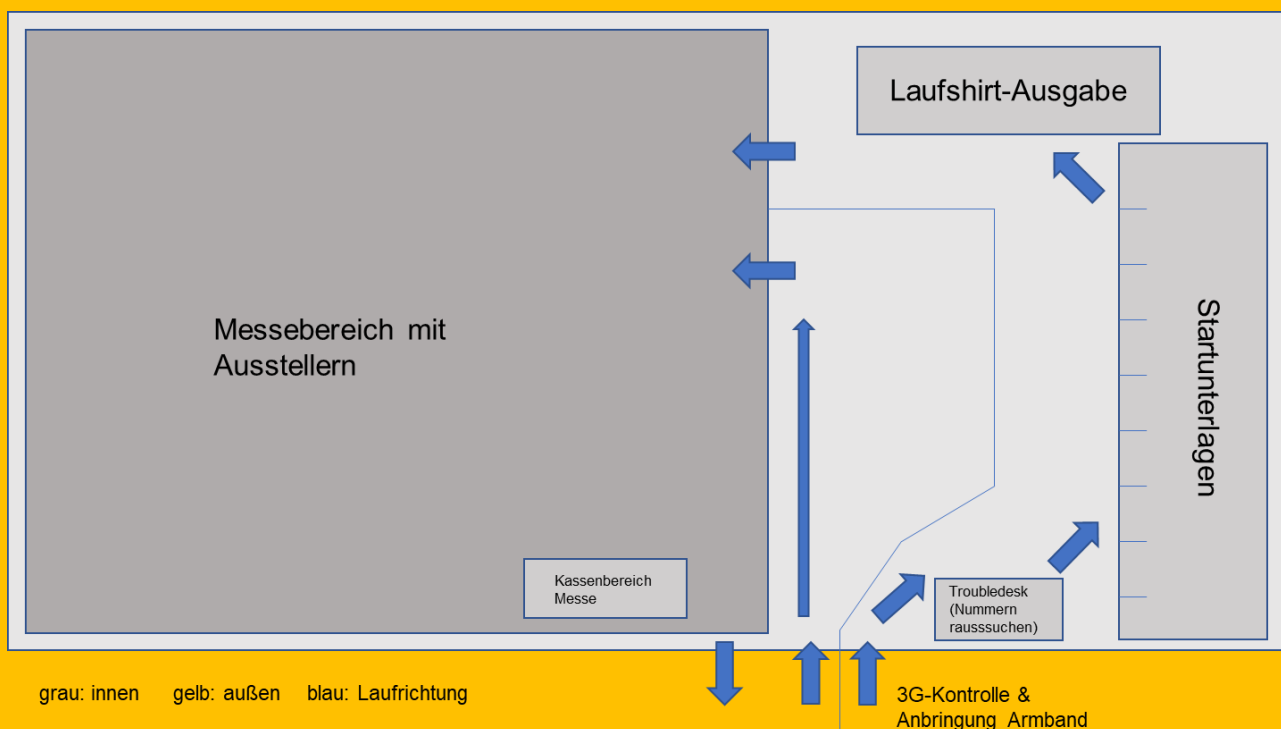 Laufshirt-Ausgabe
Messebereich mit
Ausstellern
Startunterlagen
Kassenbereich
Messe
Troubledesk
(Nummern
rausssuchen)
grau: innen gelb: außen blau: Laufrichtung
3G-Kontrolle &
Anbringung Armband